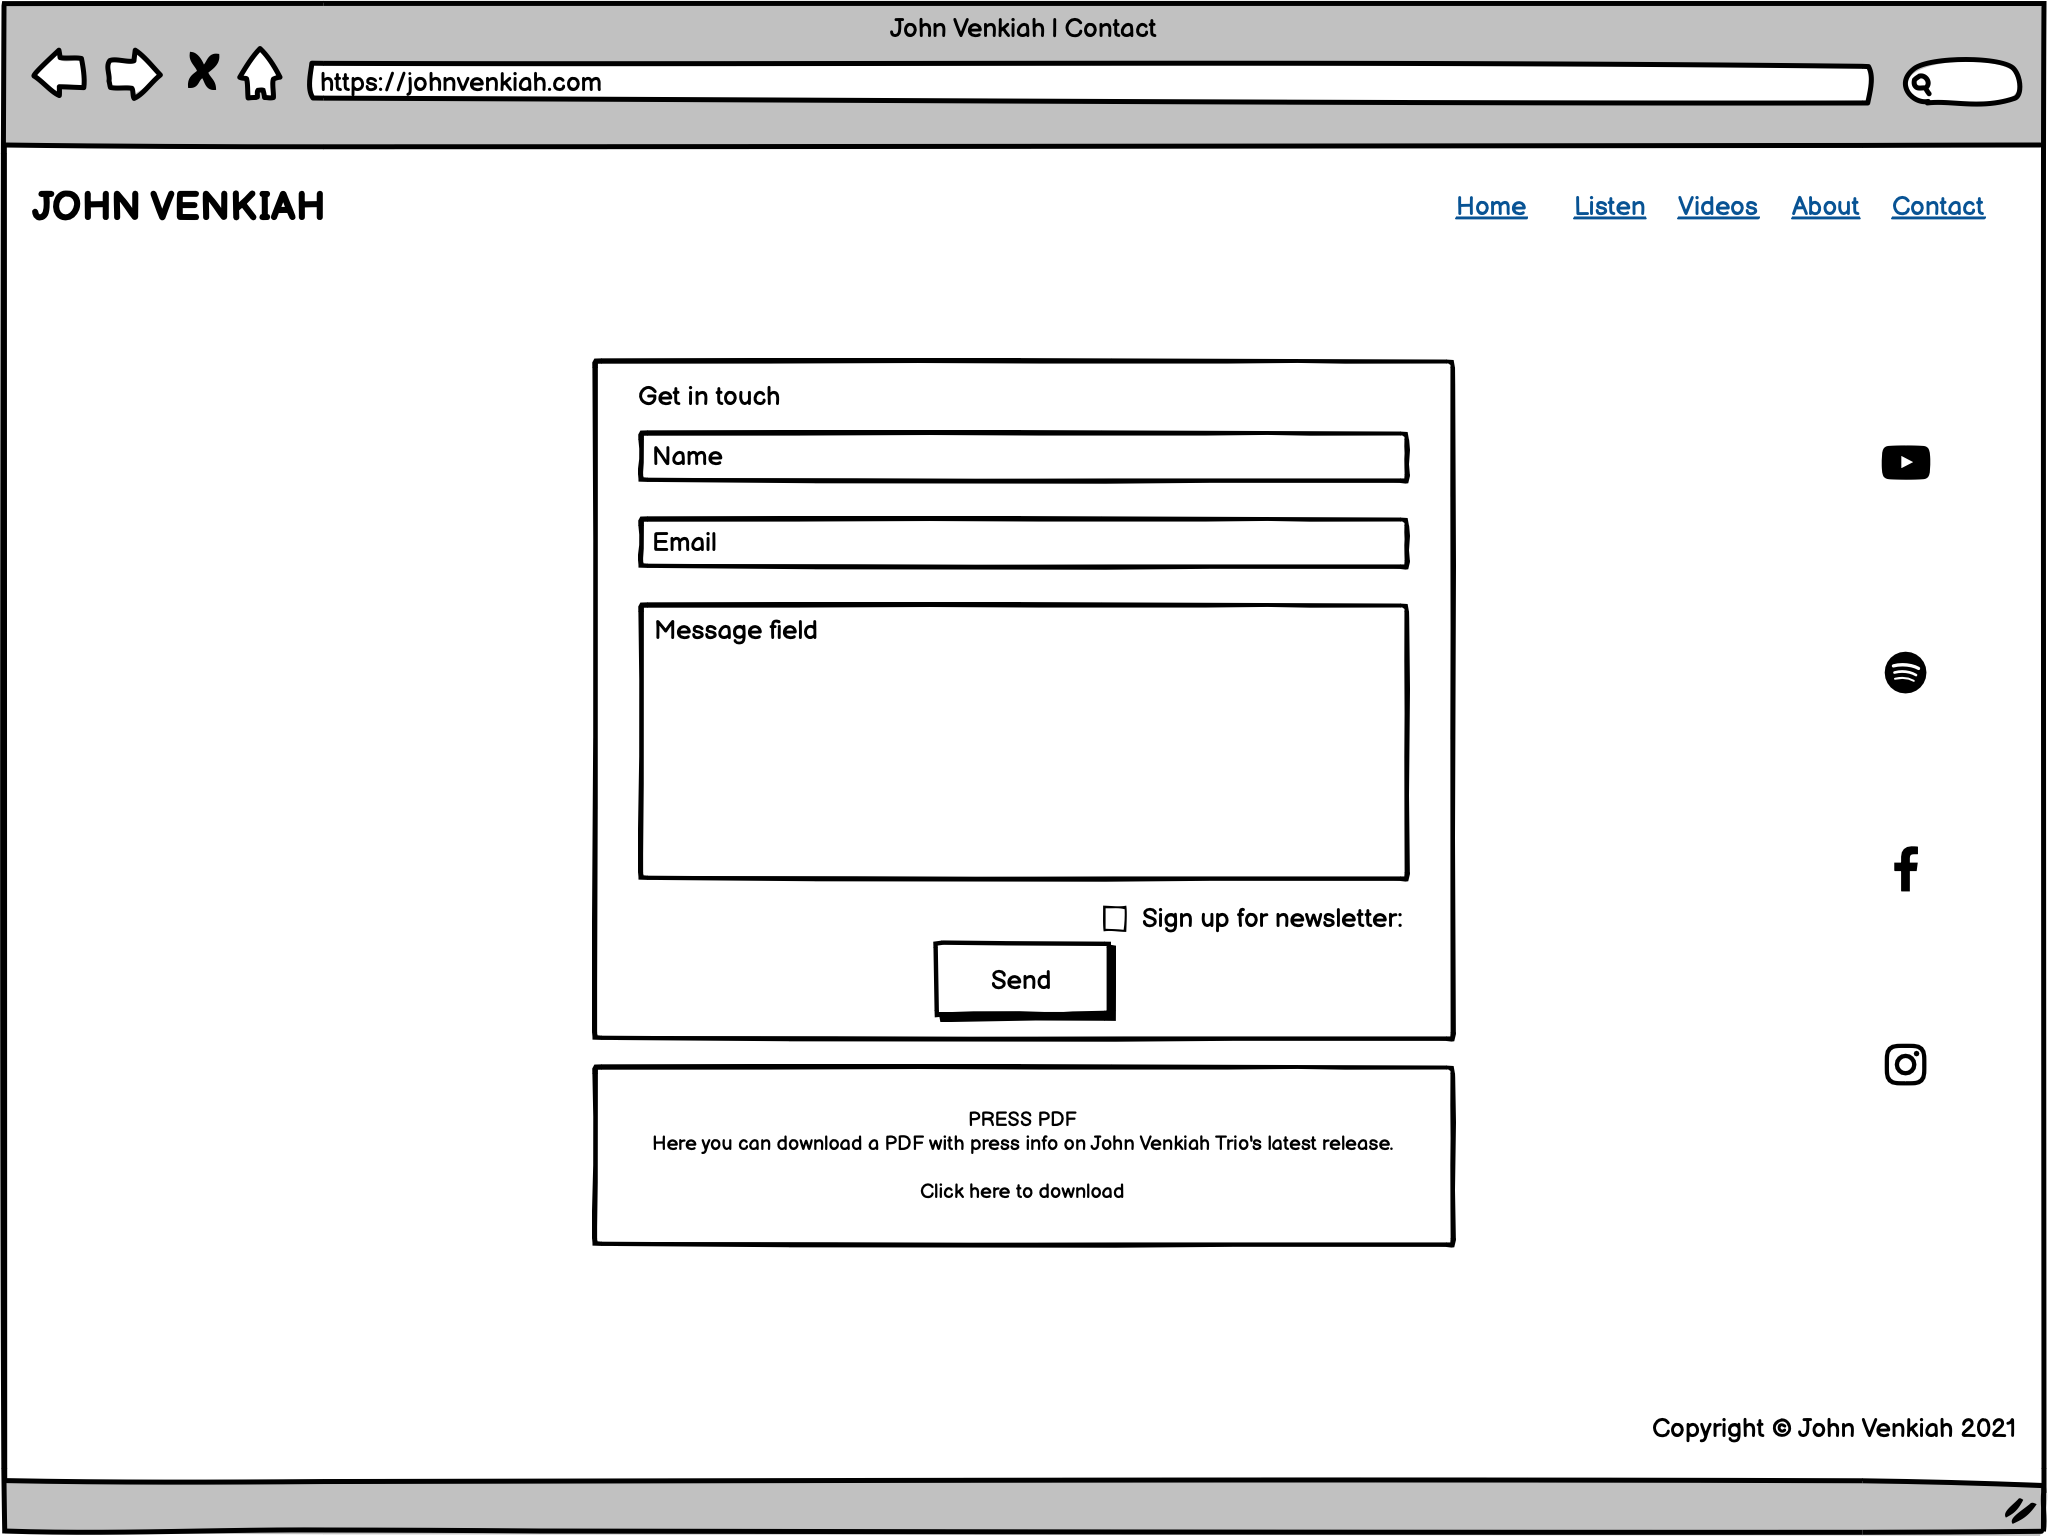 John Venkiah | Contact
https://johnvenkiah.com
JOHN VENKIAH
Home Listen Videos About Contact
Get in touch
Name
Email
Message field
Sign up for newsletter:
Send
PRESS PDF
Here you can download a PDF with press info on John Venkiah Trio's latest release.
Click here to download
Copyright © John Venkiah 2021